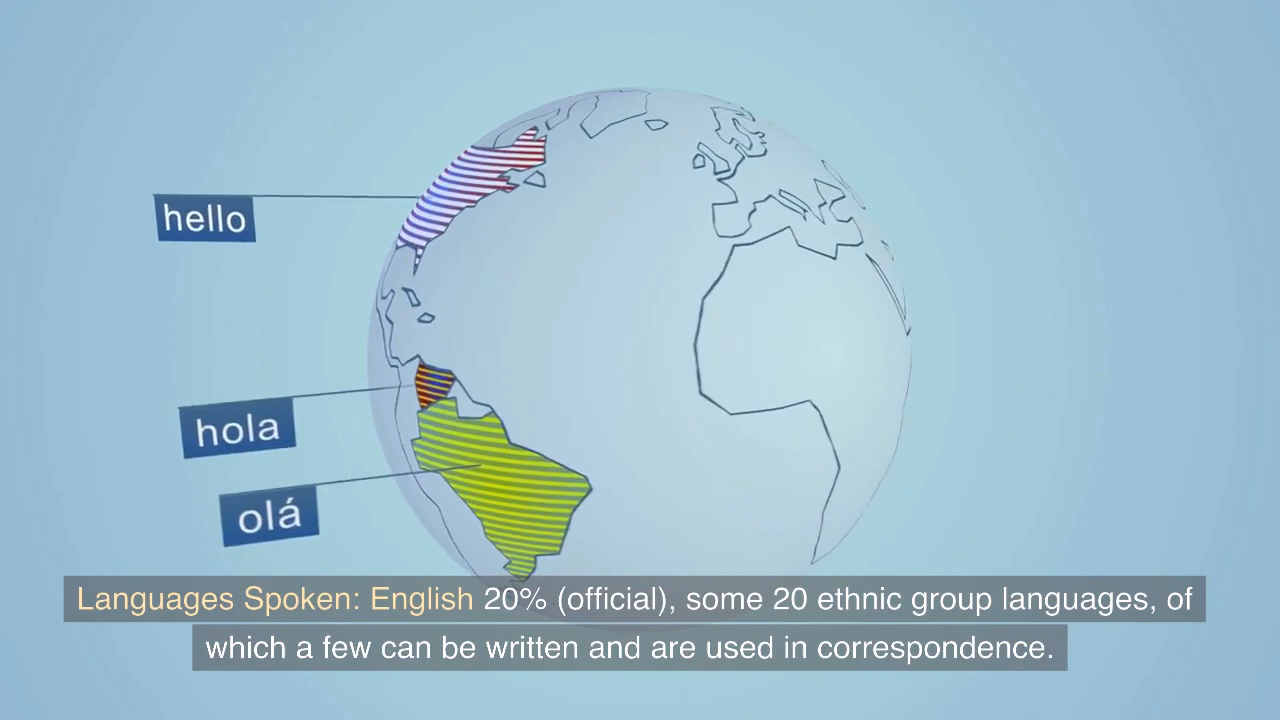 hello
hola
olá
Languages Spoken: English 20% (official), some 20 ethnic group languages, of
which a few can be written and are used in correspondence.